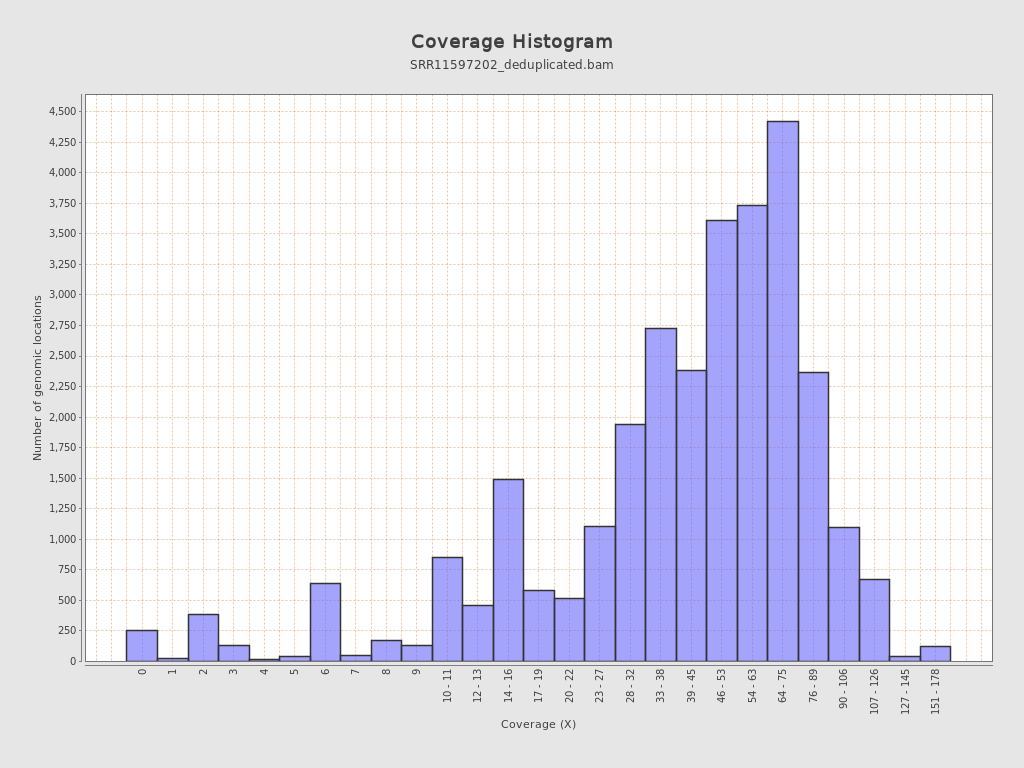 Coverage Histogram
SRR11597202_deduplicated.bam
Number of genomic locations
4,500
4,250
4,000
3,750
3,500
3,250
3,000
2,750
2,500
2,250
2,000
1,750
1,500
1,250
1,000
750
500
250
0
0
1
2
3
4
5
6
7
8
9
10 - 11
12 - 13
14 - 16
17 - 19
20 - 22
23 - 27
28 - 32
33 - 38
39 - 45
46 - 53
54 - 63
64 - 75
76 - 89
90 - 106
107 - 126
127 - 145
151 - 178
Coverage (X)